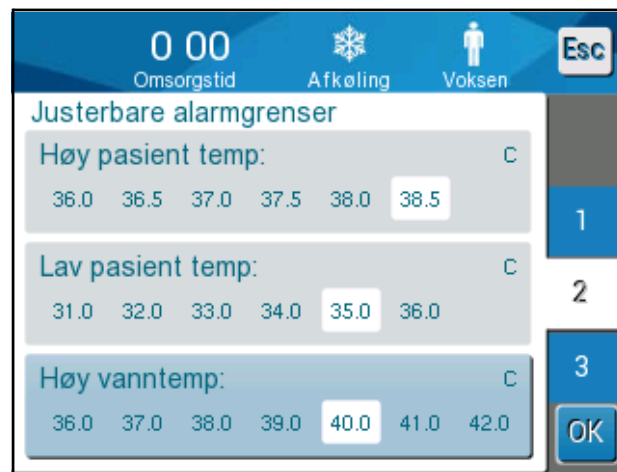 0 00
Omsorgstid
Afkøling
Voksen
Esc
Justerbare alarmgrenser
Høy pasient temp: C
36.0 36.5 37.0 37.5 38.0 38.5
Lav pasient temp: C
31.0 32.0 33.0 34.0 35.0 36.0
Høy vanntemp: C
36.0 37.0 38.0 39.0 40.0 41.0 42.0
1
2
3
OK